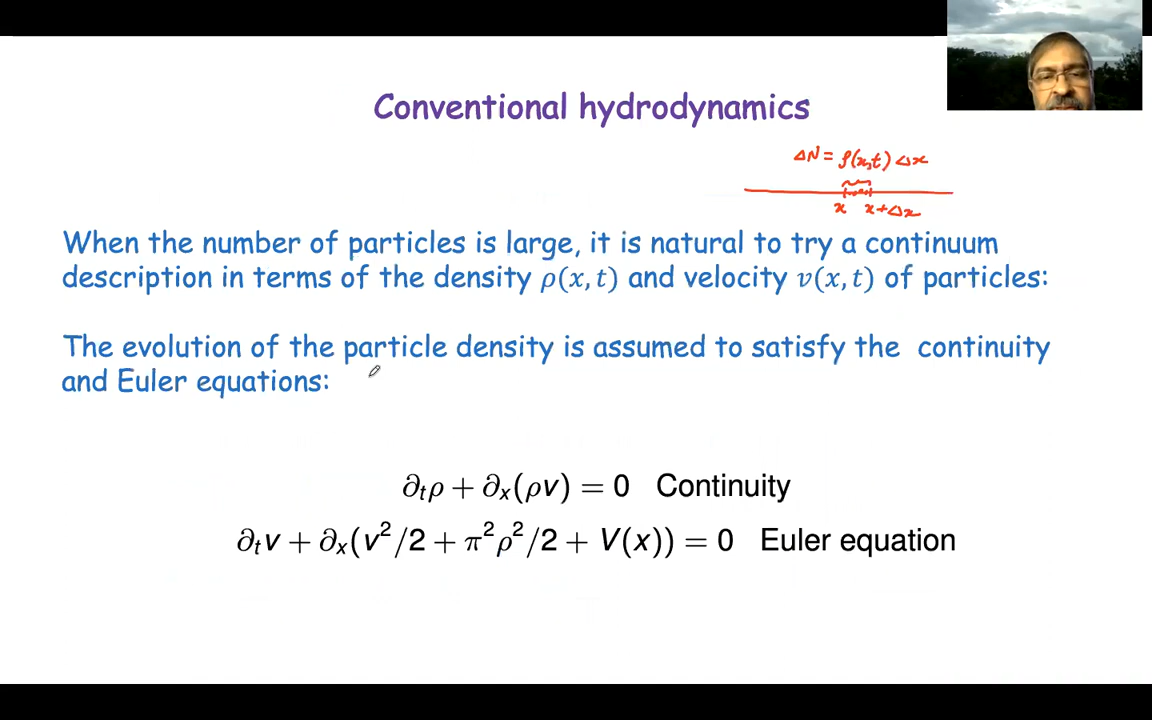 Conventional hydrodynamics
ΔN = ρ(x,t) Δx
x x+Δx
When the number of particles is large, it is natural to try a continuum
description in terms of the density ρ(x, t) and velocity v(x, t) of particles:
The evolution of the particle density is assumed to satisfy the continuity
and Euler equations:
∂ₜρ + ∂ₓ(ρv) = 0 Continuity
∂ₜv + ∂ₓ(v²/2 + π²ρ²/2 + V(x)) = 0 Euler equation